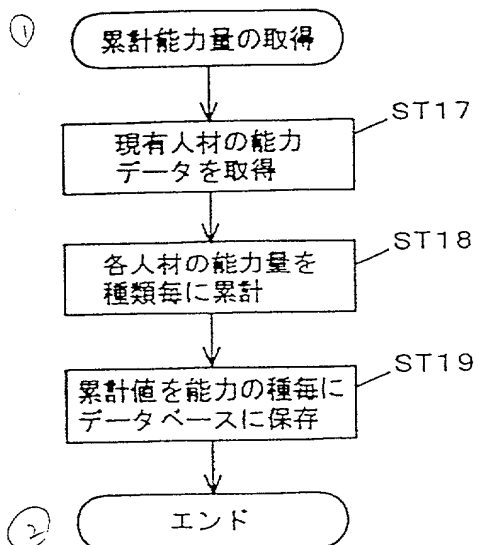 ①
累計能力量の取得
ST17
現有人材の能力
データを取得
ST18
各人材の能力量を
種類毎に累計
ST19
累計値を能力の種毎に
データベースに保存
②
エンド